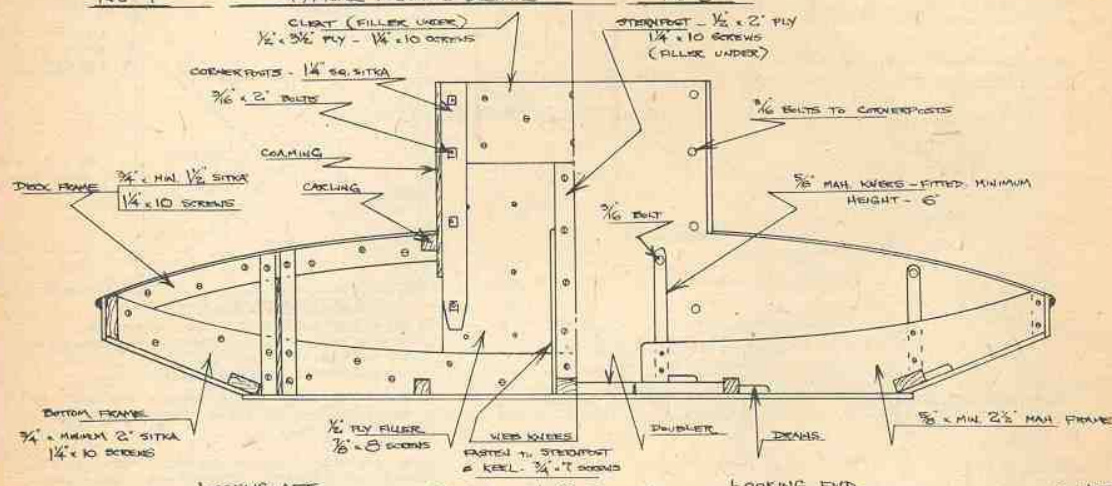 CLEAT (FILLER UNDER)
½" x 3½" PLY - 1¼" x 10 SCREWS
STERNPOST - ½" x 2" PLY
1¼" x 10 SCREWS
(FILLER UNDER)
CORNERPOSTS - 1¼" SQ. SITKA
3/16" x 2" BOLTS
3/16 BOLTS TO CORNERPOSTS
COAMING
DECK FRAME
¾" x MIN. 1½" SITKA
1¼" x 10 SCREWS
CARLING
5/8" MAH. KNEES - FITTED. MINIMUM
HEIGHT - 6"
3/16" BOLT
BOTTOM FRAME
¾" x MINIMUM 2" SITKA
1¼" x 10 SCREWS
½" PLY FILLER
7/8" x 8 SCREWS
WEB KNEES
FASTEN TO STERNPOST
& KEEL - ¾" x 7 SCREWS
DOUBLER
DRAINS
5/8" x MIN. 2½" MAH. FRAME
LOOKING AFT
LOOKING FWD